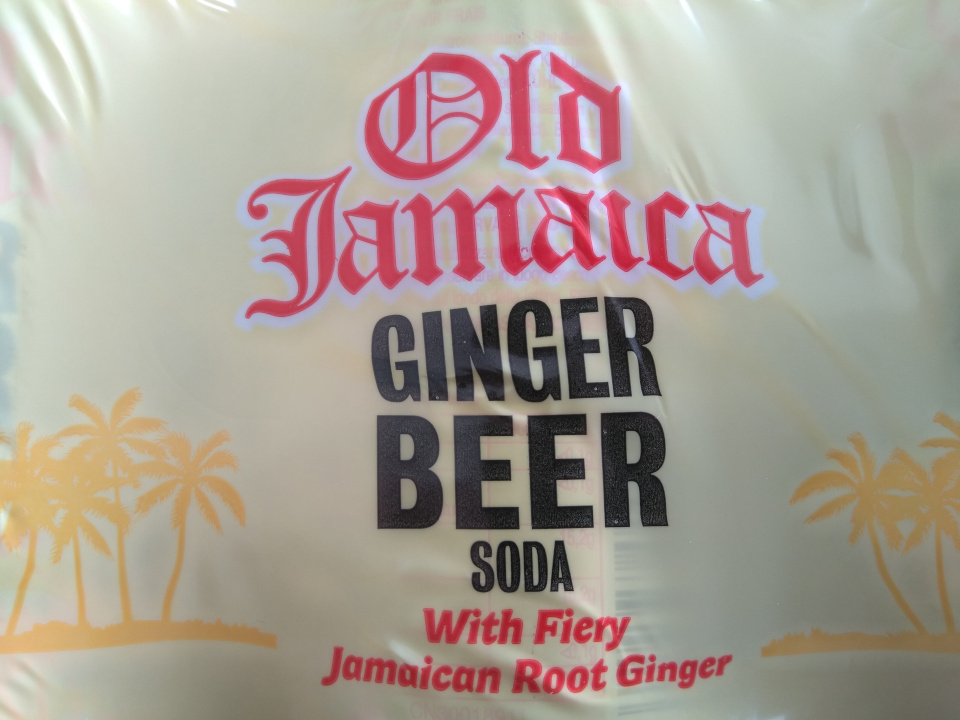 Old
Jamaica
GINGER
BEER
SODA
With Fiery
Jamaican Root Ginger